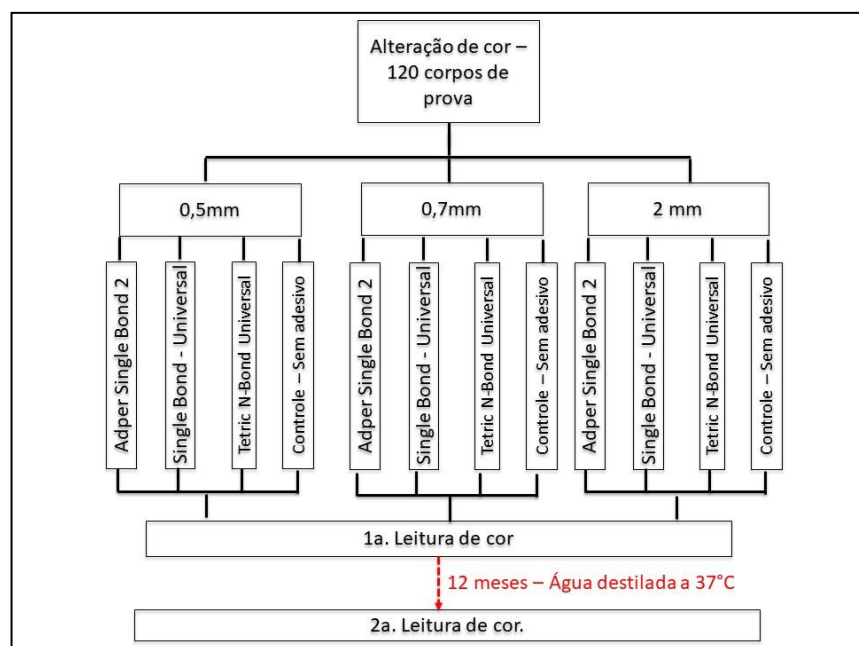 Alteração de cor –
120 corpos de
prova
0,5mm
0,7mm
2 mm
Adper Single Bond 2
Single Bond - Universal
Tetric N-Bond Universal
Controle – Sem adesivo
Adper Single Bond 2
Single Bond - Universal
Tetric N-Bond Universal
Controle – Sem adesivo
Adper Single Bond 2
Single Bond - Universal
Tetric N-Bond Universal
Controle – Sem adesivo
1a. Leitura de cor
12 meses – Água destilada a 37°C
2a. Leitura de cor.